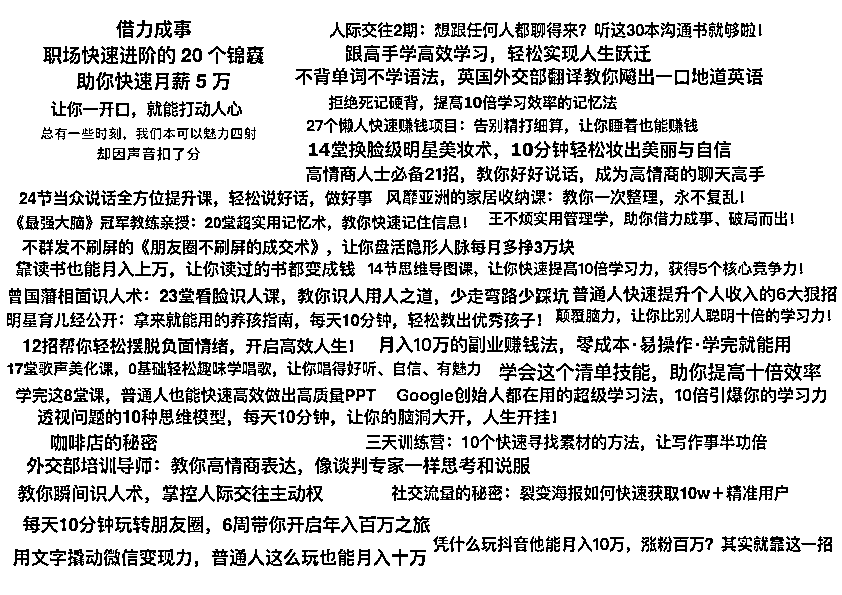 借力成事
职场快速进阶的 20 个锦囊
助你快速月薪 5 万
让你一开口，就能打动人心
总有一些时刻，我们本可以魅力四射
却因声音扣了分
人际交往2期：想跟任何人都聊得来？听这30本沟通书就够啦！
跟高手学高效学习，轻松实现人生跃迁
不背单词不学语法，英国外交部翻译教你飚出一口地道英语
拒绝死记硬背，提高10倍学习效率的记忆法
27个懒人快速赚钱项目：告别精打细算，让你睡着也能赚钱
14堂换脸级明星美妆术，10分钟轻松妆出美丽与自信
高情商人士必备21招，教你好好说话，成为高情商的聊天高手
24节当众说话全方位提升课，轻松说好话，做好事
风靡亚洲的家居收纳课：教你一次整理，永不复乱！
《最强大脑》冠军教练亲授：20堂超实用记忆术，教你快速记住信息！
王不烦实用管理学，助你借力成事、破局而出！
不群发不刷屏的《朋友圈不刷屏的成交术》，让你盘活隐形人脉每月多挣3万块
靠读书也能月入上万，让你读过的书都变成钱
14节思维导图课，让你快速提高10倍学习力，获得5个核心竞争力！
曾国藩相面识人术：23堂看脸识人课，教你识人用人之道，少走弯路少踩坑
普通人快速提升个人收入的6大狠招
明星育儿经公开：拿来就能用的养孩指南，每天10分钟，轻松教出优秀孩子！
颠覆脑力，让你比别人聪明十倍的学习力！
12招帮你轻松摆脱负面情绪，开启高效人生！
月入10万的副业赚钱法，零成本·易操作·学完就能用
17堂歌声美化课，0基础轻松趣味学唱歌，让你唱得好听、自信、有魅力
学会这个清单技能，助你提高十倍效率
学完这8堂课，普通人也能快速高效做出高质量PPT
Google创始人都在用的超级学习法，10倍引爆你的学习力
透视问题的10种思维模型，每天10分钟，让你的脑洞大开，人生开挂！
咖啡店的秘密
三天训练营：10个快速寻找素材的方法，让写作事半功倍
外交部培训导师：教你高情商表达，像谈判专家一样思考和说服
教你瞬间识人术，掌控人际交往主动权
社交流量的秘密：裂变海报如何快速获取10w＋精准用户
每天10分钟玩转朋友圈，6周带你开启年入百万之旅
凭什么玩抖音他能月入10万，涨粉百万？其实就靠这一招
用文字撬动微信变现力，普通人这么玩也能月入十万